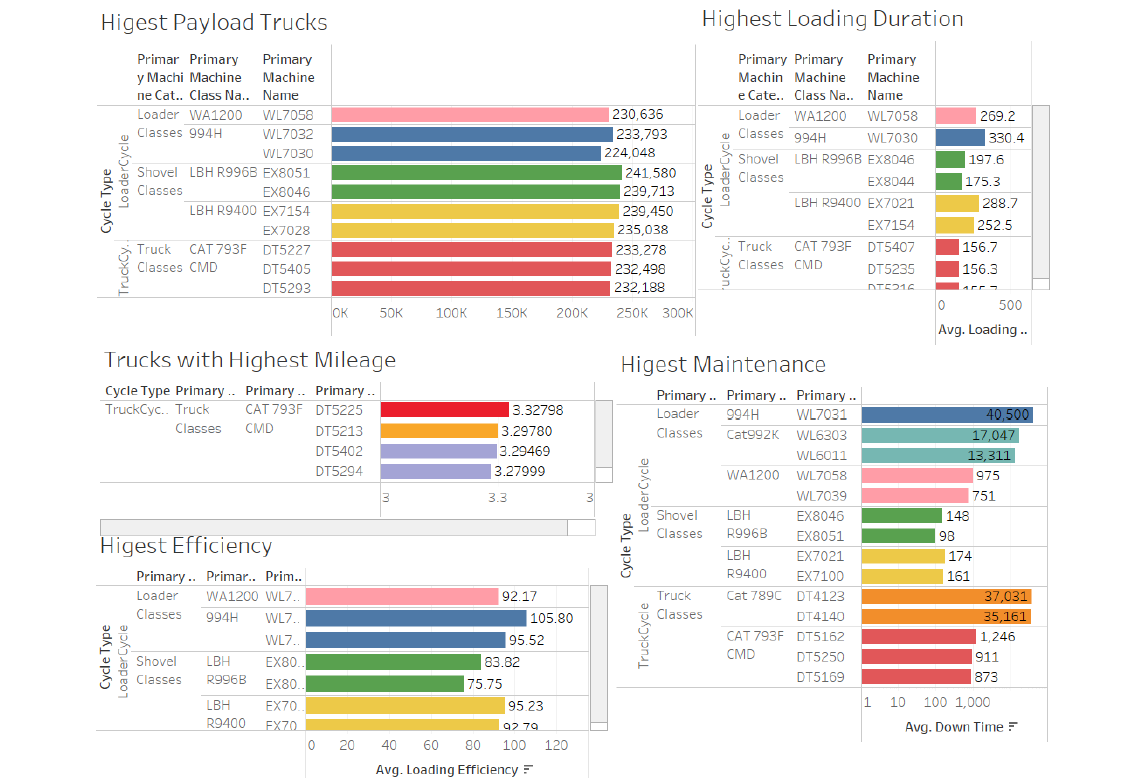 Higest Payload Trucks
Primar Primary Primary
y Machi Machine Machine
ne Cat.. Class Na.. Name
Loader WA1200 WL7058 230,636
Classes 994H WL7032 233,793
WL7030 224,048
Shovel LBH R996B EX8051 241,580
Classes EX8046 239,713
LBH R9400 EX7154 239,450
EX7028 235,038
Truck CAT 793F DT5227 233,278
Classes CMD DT5405 232,498
DT5293 232,188
Cycle Type
LoaderCycle
TruckCy..
0K 50K 100K 150K 200K 250K 300K
Highest Loading Duration
Primary Primary Primary
Machin Machine Machine
e Cate.. Class Na.. Name
Loader WA1200 WL7058 269.2
Classes 994H WL7030 330.4
Shovel LBH R996B EX8046 197.6
Classes EX8044 175.3
LBH R9400 EX7021 288.7
EX7154 252.5
Truck CAT 793F DT5407 156.7
Classes CMD DT5235 156.3
DT5316 155.7
Cycle Type
LoaderCycle
TruckCyc..
0 500
Avg. Loading ..
Trucks with Highest Mileage
Cycle Type Primary .. Primary .. Primary ..
TruckCyc.. Truck CAT 793F DT5225 3.32798
Classes CMD DT5213 3.29780
DT5402 3.29469
DT5294 3.27999
3 3.3 3
Higest Efficiency
Primary .. Primar.. Prim..
Loader WA1200 WL7.. 92.17
Classes 994H WL7.. 105.80
WL7.. 95.52
Shovel LBH EX80.. 83.82
Classes R996B EX80.. 75.75
LBH EX70.. 95.23
R9400 EX70 92.79
Cycle Type
LoaderCycle
0 20 40 60 80 100 120
Avg. Loading Efficiency
Higest Maintenance
Primary .. Primary .. Primary ..
Loader 994H WL7031 40,500
Classes Cat992K WL6303 17,047
WL6011 13,311
WA1200 WL7058 975
WL7039 751
Shovel LBH EX8046 148
Classes R996B EX8051 98
LBH EX7021 174
R9400 EX7100 161
Truck Cat 789C DT4123 37,031
Classes DT4140 35,161
CAT 793F DT5162 1,246
CMD DT5250 911
DT5169 873
Cycle Type
LoaderCycle
TruckCycle
1 10 100 1,000
Avg. Down Time